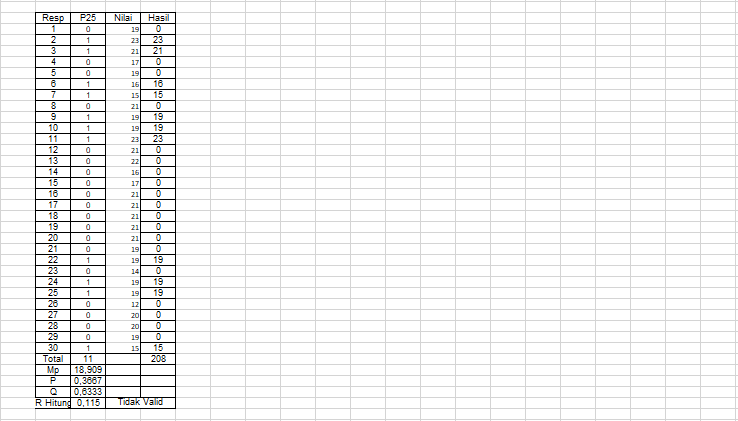 Resp P25 Nilai Hasil
1 0 19 0
2 1 23 23
3 1 21 21
4 0 17 0
5 0 19 0
6 1 16 16
7 1 15 15
8 0 21 0
9 1 19 19
10 1 19 19
11 1 23 23
12 0 21 0
13 0 22 0
14 0 16 0
15 0 17 0
16 0 21 0
17 0 21 0
18 0 21 0
19 0 21 0
20 0 21 0
21 0 19 0
22 1 19 19
23 0 14 0
24 1 19 19
25 1 19 19
26 0 12 0
27 0 20 0
28 0 20 0
29 0 19 0
30 1 15 15
Total 11 208
Mp 18,909
P 0,3667
Q 0,6333
R Hitung 0,115 Tidak Valid